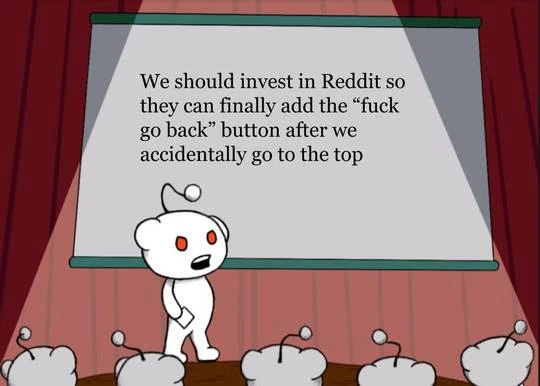 We should invest in Reddit so
they can finally add the “fuck
go back” button after we
accidentally go to the top